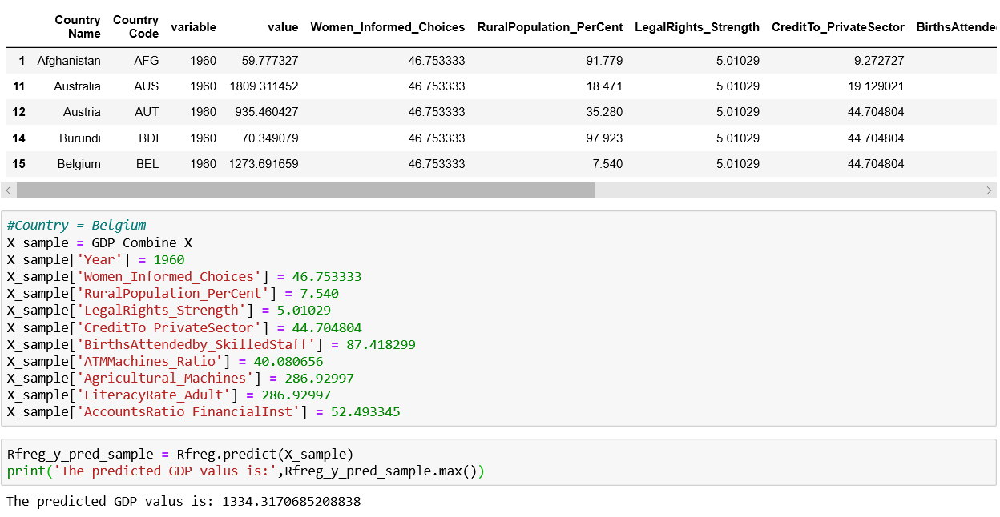 Country Name Country Code variable value Women_Informed_Choices RuralPopulation_PerCent LegalRights_Strength CreditTo_PrivateSector BirthsAttende
1 Afghanistan AFG 1960 59.777327 46.753333 91.779 5.01029 9.272727
11 Australia AUS 1960 1809.311452 46.753333 18.471 5.01029 19.129021
12 Austria AUT 1960 935.460427 46.753333 35.280 5.01029 44.704804
14 Burundi BDI 1960 70.349079 46.753333 97.923 5.01029 44.704804
15 Belgium BEL 1960 1273.691659 46.753333 7.540 5.01029 44.704804
#Country = Belgium
X_sample = GDP_Combine_X
X_sample['Year'] = 1960
X_sample['Women_Informed_Choices'] = 46.753333
X_sample['RuralPopulation_PerCent'] = 7.540
X_sample['LegalRights_Strength'] = 5.01029
X_sample['CreditTo_PrivateSector'] = 44.704804
X_sample['BirthsAttendedby_SkilledStaff'] = 87.418299
X_sample['ATMMachines_Ratio'] = 40.080656
X_sample['Agricultural_Machines'] = 286.92997
X_sample['LiteracyRate_Adult'] = 286.92997
X_sample['AccountsRatio_FinancialInst'] = 52.493345
Rfreg_y_pred_sample = Rfreg.predict(X_sample)
print('The predicted GDP valus is:',Rfreg_y_pred_sample.max())
The predicted GDP valus is: 1334.3170685208838